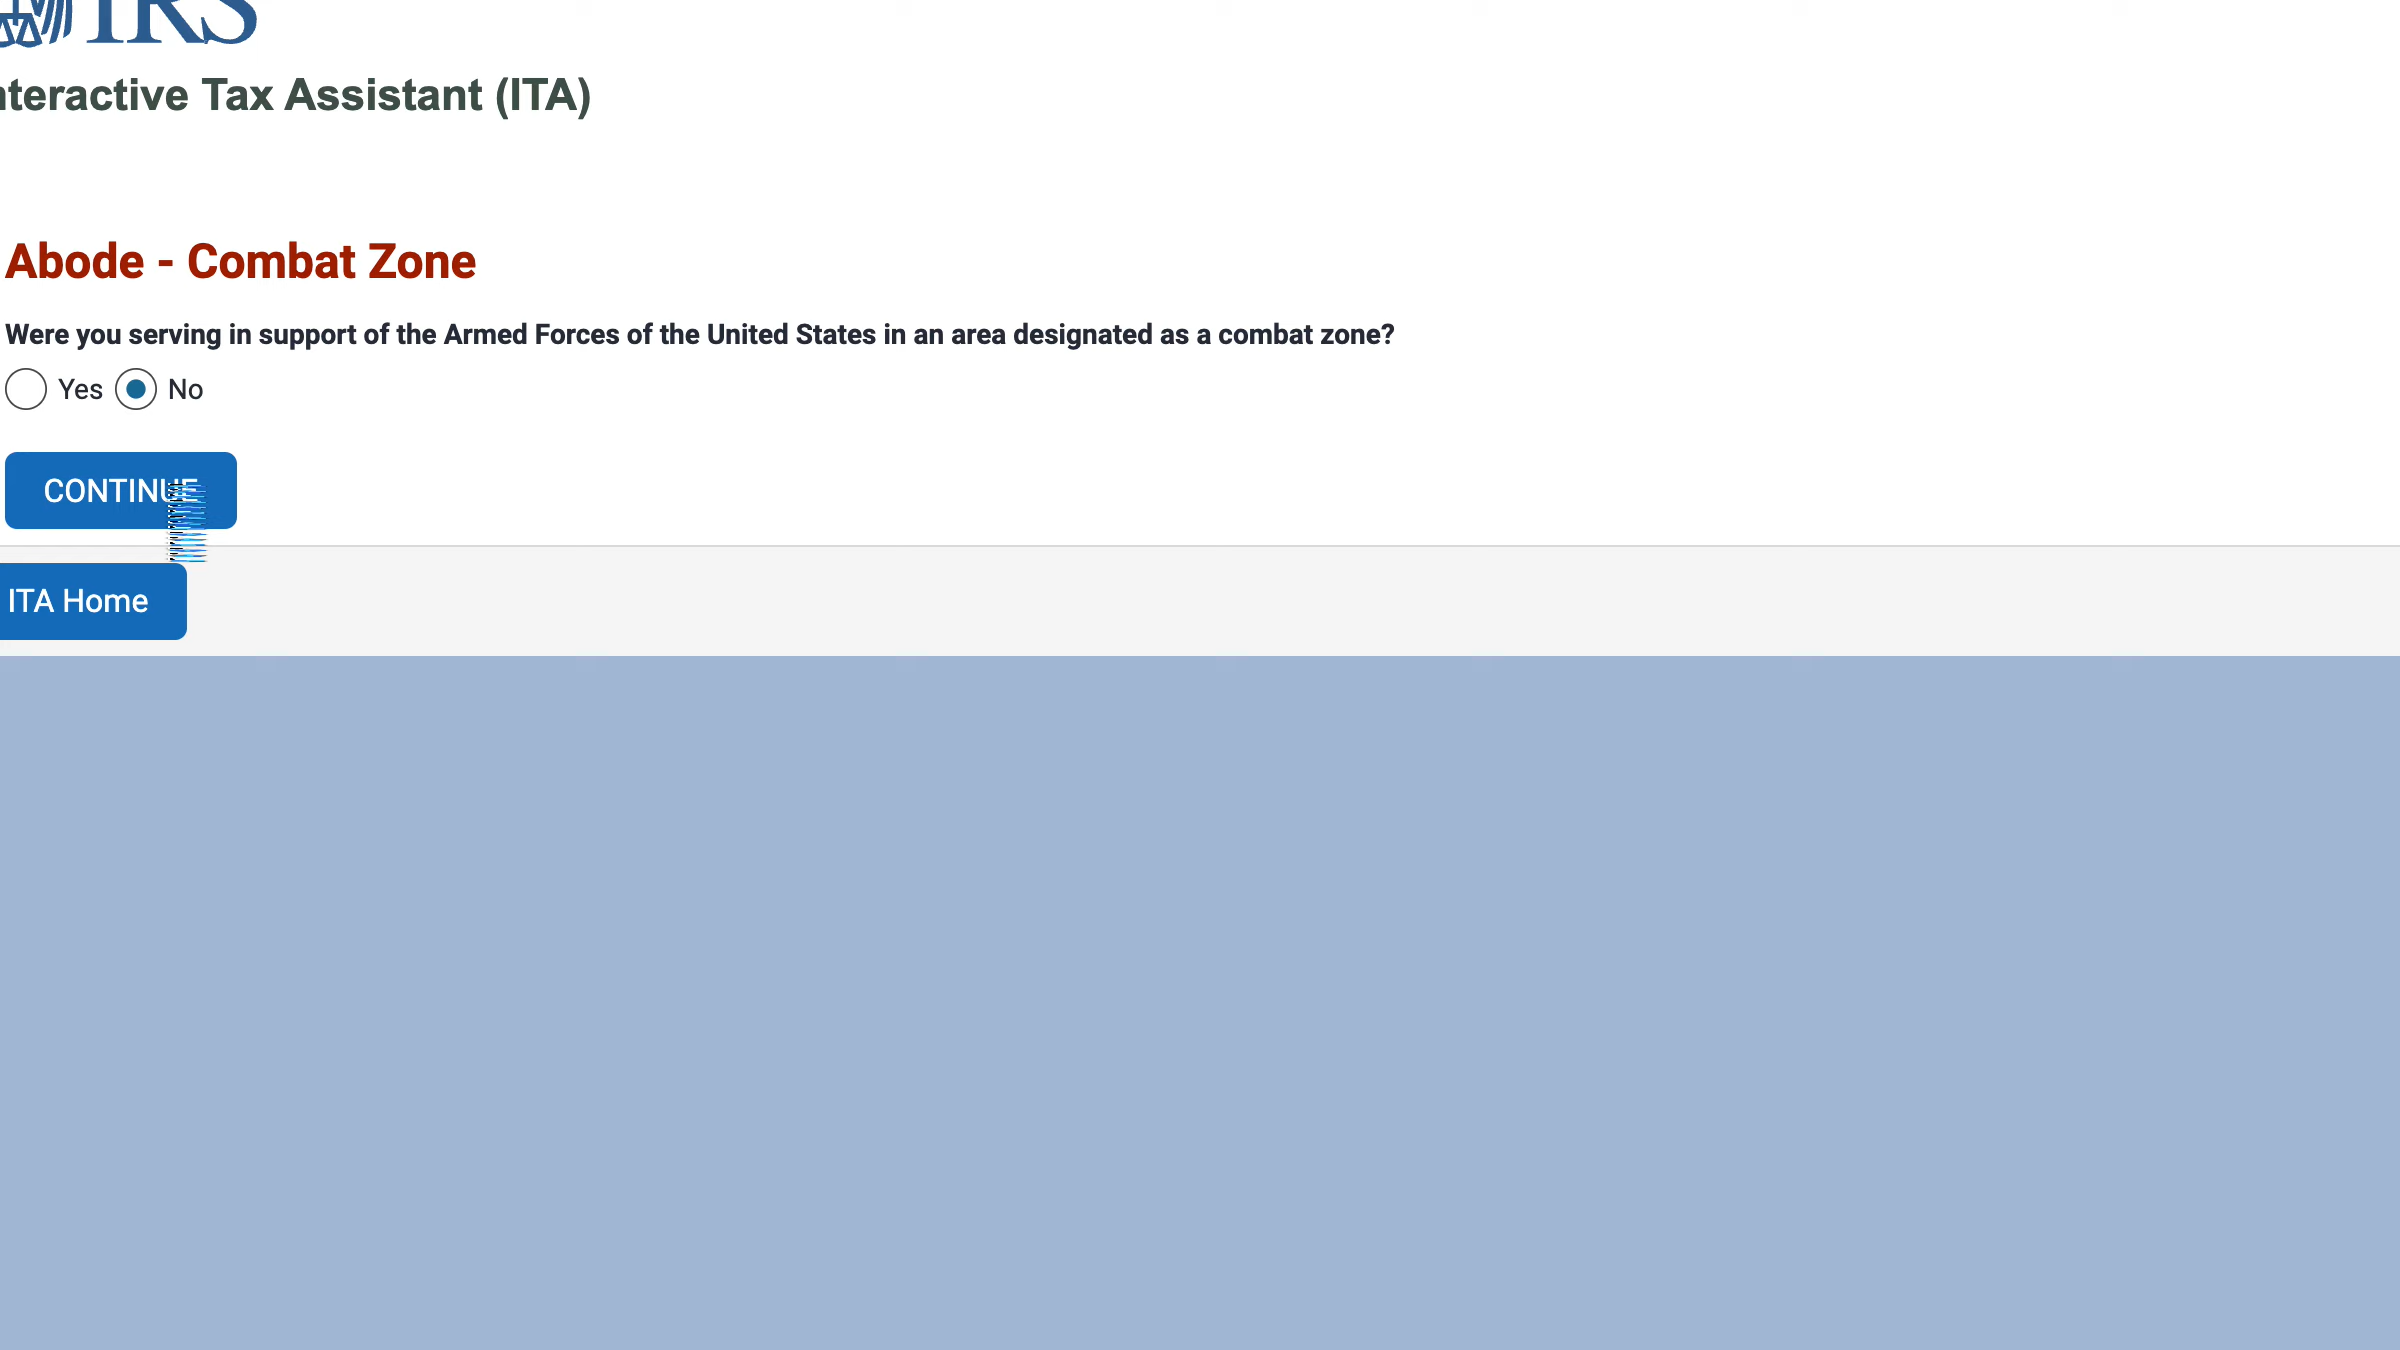 IRS
nteractive Tax Assistant (ITA)
Abode - Combat Zone
Were you serving in support of the Armed Forces of the United States in an area designated as a combat zone?
Yes No
CONTINUE
ITA Home